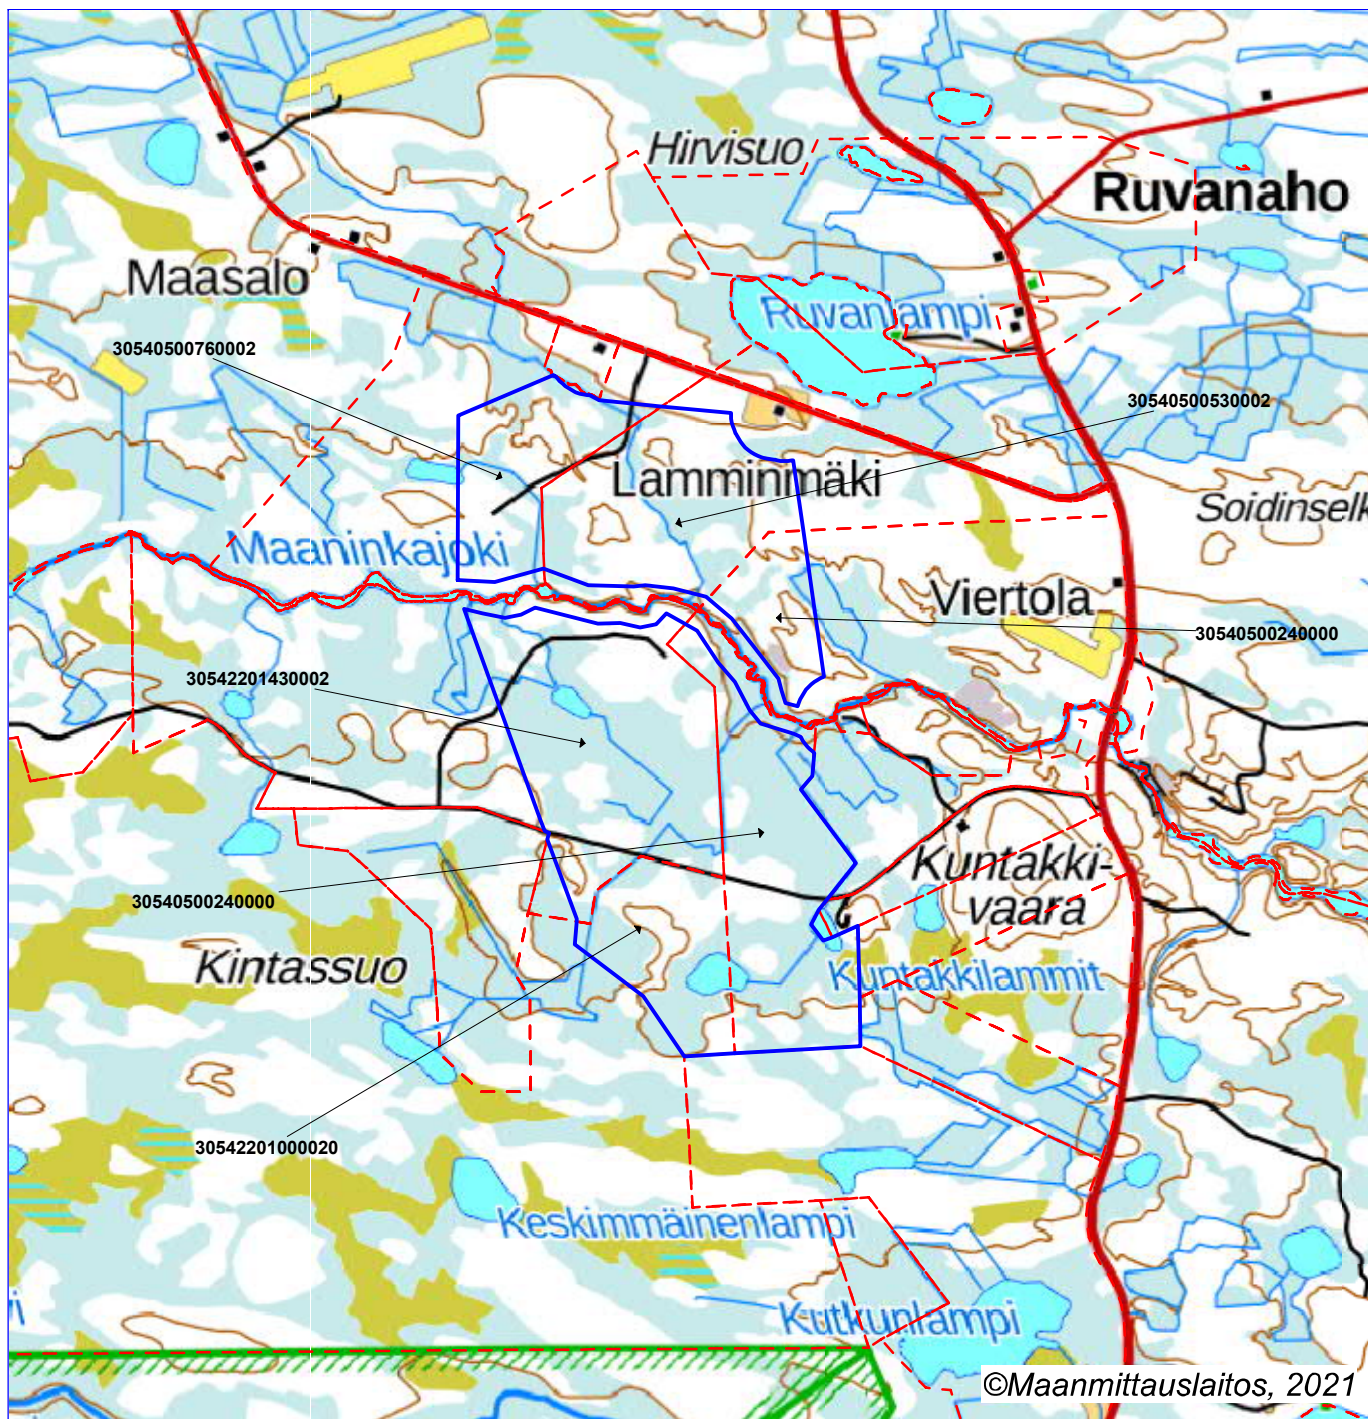 Hirvisuo
Ruvanaho
Maasalo
Ruvanlampi
30540500760002
30540500530002
Lamminmäki
Soidinselk
Maaninkajoki
Viertola
30540500240000
30542201430002
Kuntakki-
vaara
30540500240000
Kintassuo
Kuntakkilammit
30542201000020
Keskimmäinenlampi
Kutkunlampi
©Maanmittauslaitos, 2021